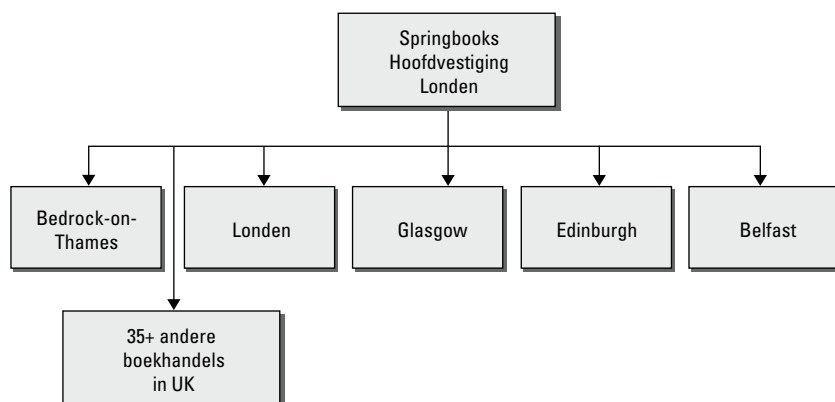 Springbooks
Hoofdvestiging
Londen
Bedrock-on-
Thames
Londen
Glasgow
Edinburgh
Belfast
35+ andere
boekhandels
in UK